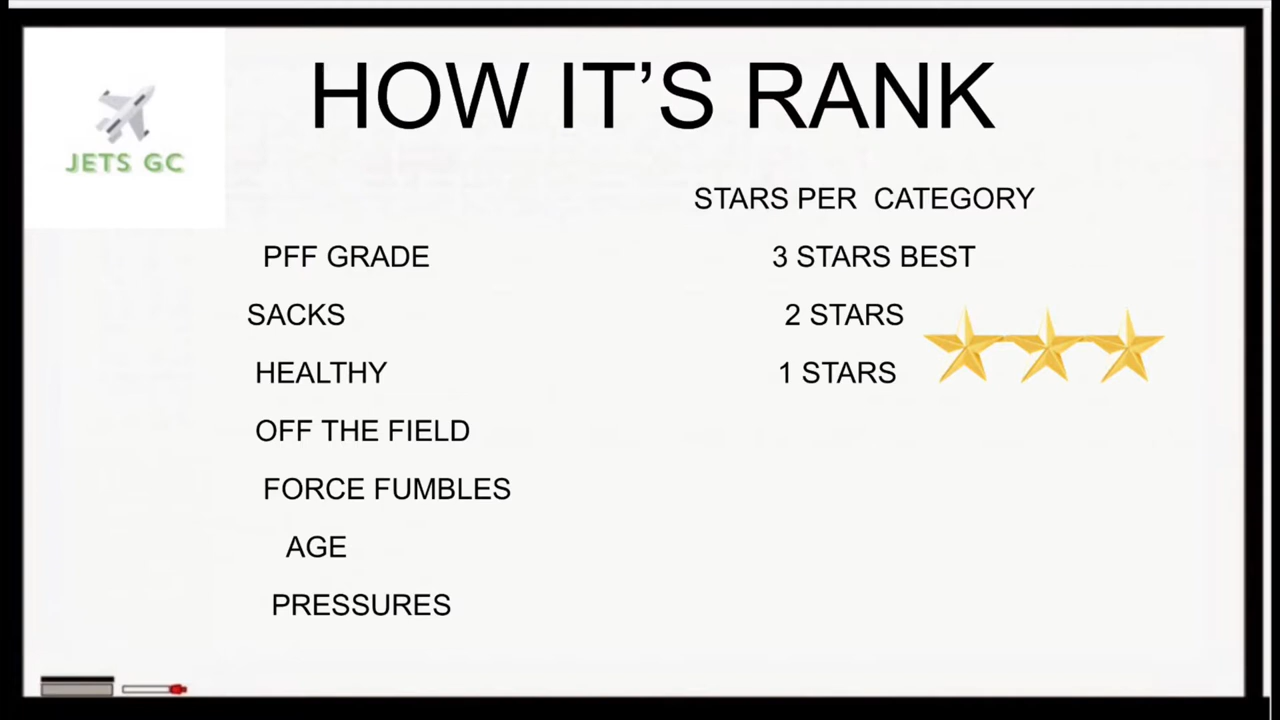 HOW IT'S RANK
JETS GC
STARS PER CATEGORY
PFF GRADE
3 STARS BEST
SACKS
2 STARS
HEALTHY
1 STARS
OFF THE FIELD
FORCE FUMBLES
AGE
PRESSURES